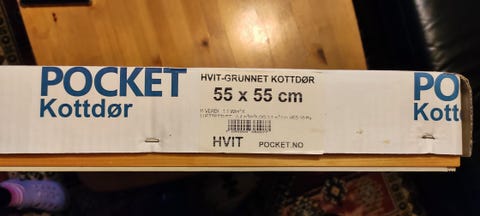 POCKET
Kottdør
HVIT-GRUNNET KOTTDØR
55 x 55 cm
HVIT
POCKET.NO
PO
Kott